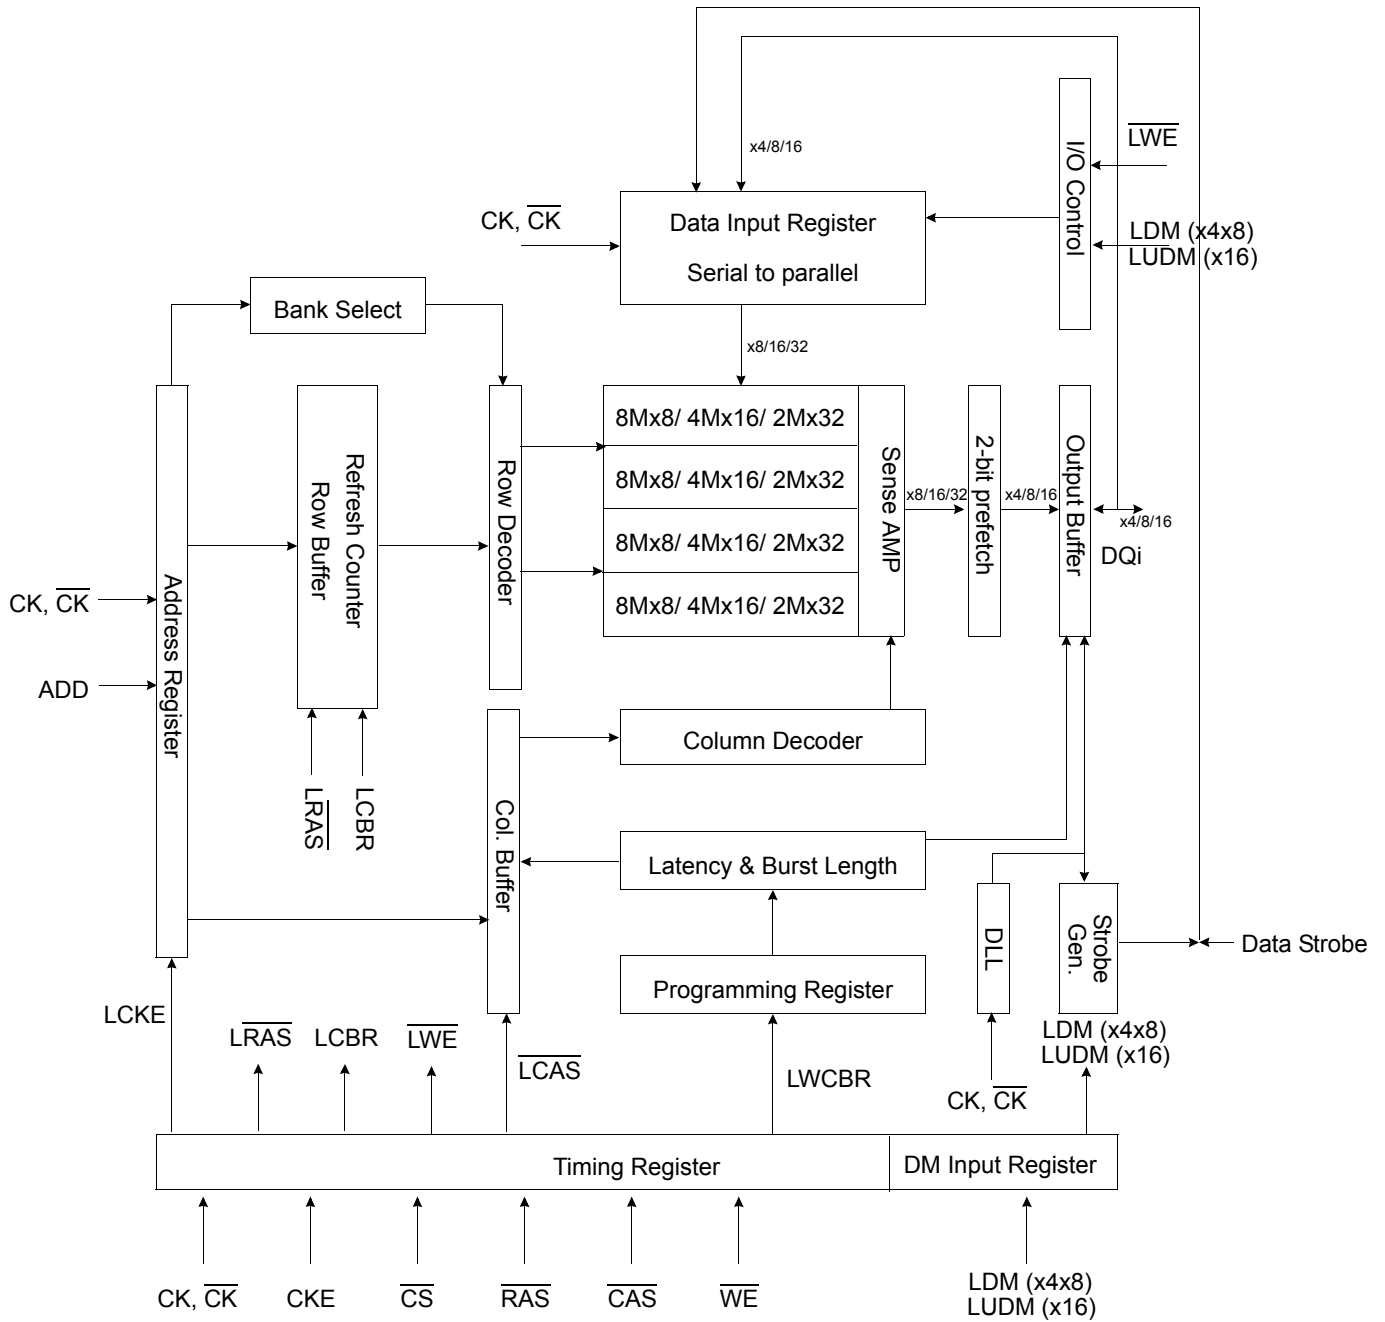 x4/8/16
LWE
I/O Control
CK, CK
Data Input Register
Serial to parallel
LDM (x4x8)
LUDM (x16)
Bank Select
x8/16/32
8Mx8/ 4Mx16/ 2Mx32
8Mx8/ 4Mx16/ 2Mx32
8Mx8/ 4Mx16/ 2Mx32
8Mx8/ 4Mx16/ 2Mx32
Refresh Counter
Row Buffer
Row Decoder
Sense AMP
x8/16/32
2-bit prefetch
x4/8/16
Output Buffer
x4/8/16
DQi
CK, CK
ADD
Address Register
LRAS
LCBR
Column Decoder
Col. Buffer
Latency & Burst Length
DLL
Strobe
Gen.
Data Strobe
Programming Register
LCKE
LRAS
LCBR
LWE
LCAS
LWCBR
CK, CK
LDM (x4x8)
LUDM (x16)
Timing Register
DM Input Register
CK, CK
CKE
CS
RAS
CAS
WE
LDM (x4x8)
LUDM (x16)